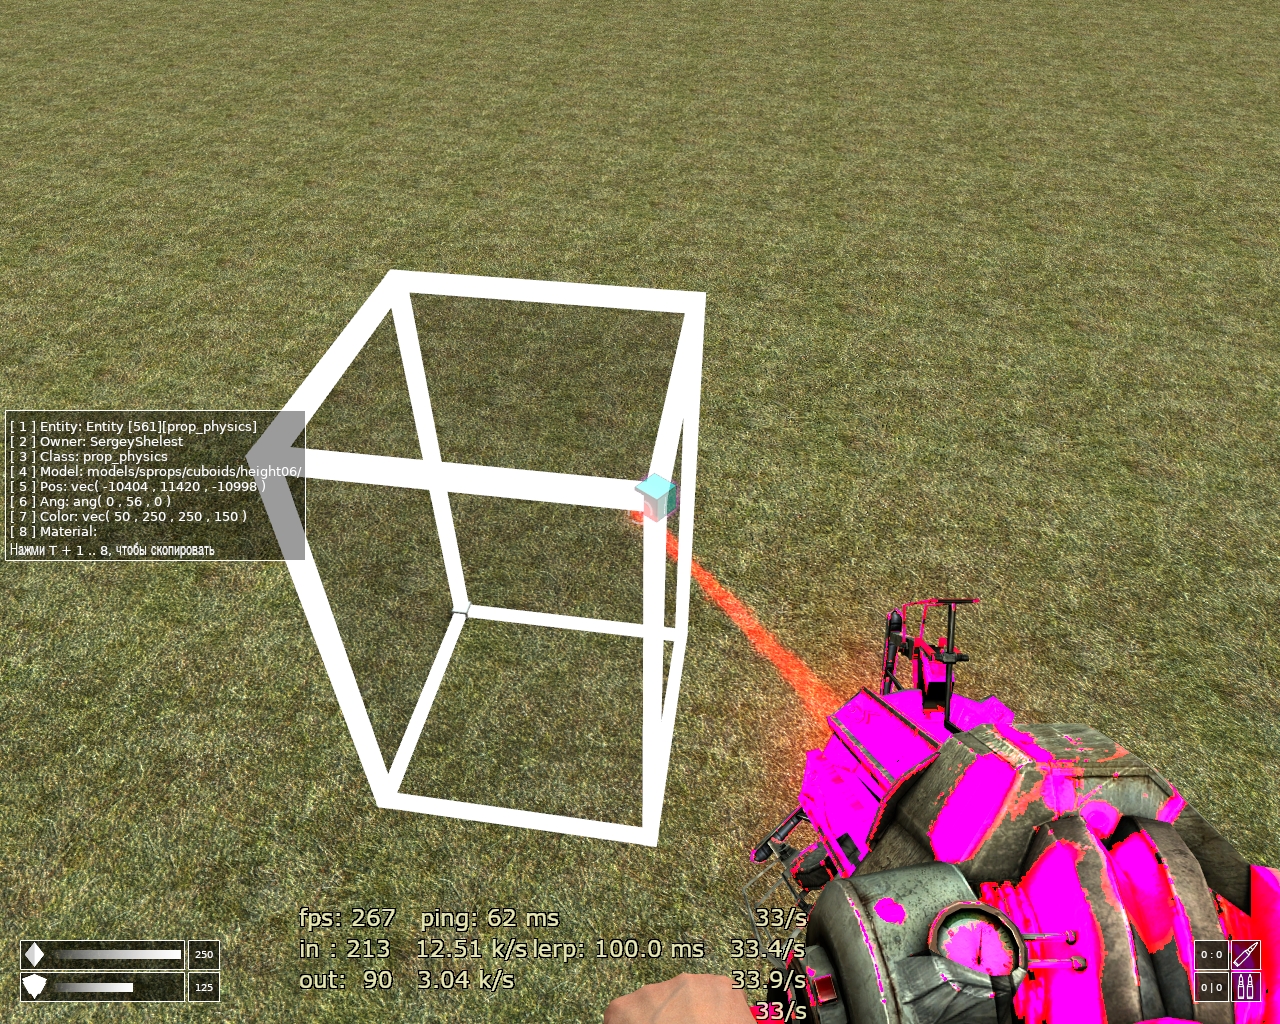 [ 1 ] Entity: Entity [561][prop_physics]
[ 2 ] Owner: SergeyShelest
[ 3 ] Class: prop_physics
[ 4 ] Model: models/sprops/cuboids/height06/
[ 5 ] Pos: vec( -10404 , 11420 , -10998 )
[ 6 ] Ang: ang( 0 , 56 , 0 )
[ 7 ] Color: vec( 50 , 250 , 250 , 150 )
[ 8 ] Material:
Нажми T + 1 .. 8, чтобы скопировать
fps: 267 ping: 62 ms 33/s
in : 213 12.51 k/s lerp: 100.0 ms 33.4/s
out: 90 3.04 k/s 33.9/s
33/s
250
125
0 : 0
0 | 0